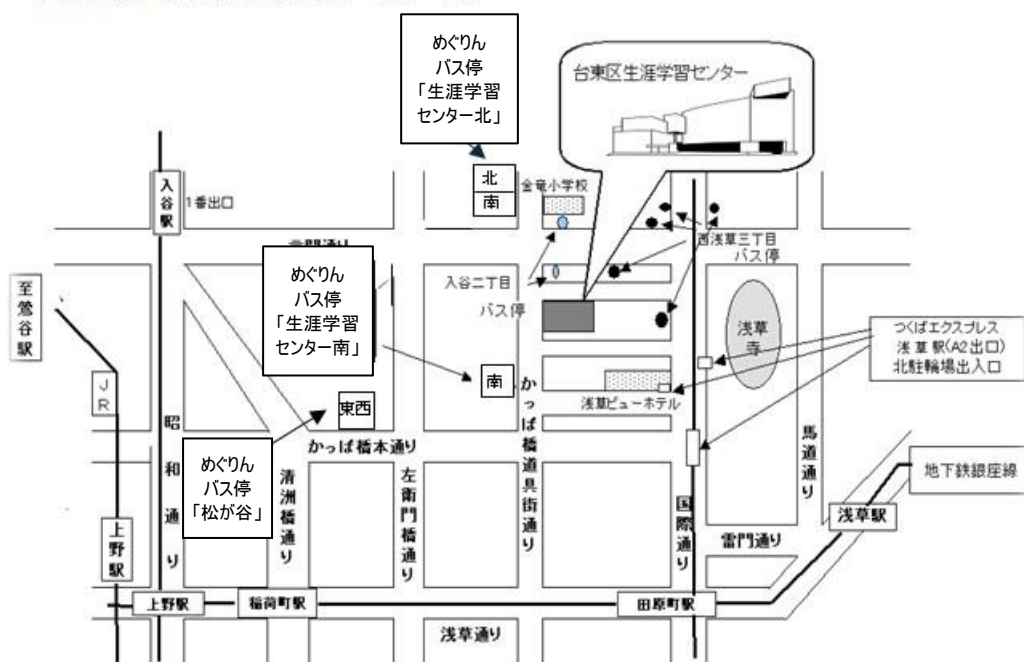 めぐりん
バス停
「生涯学習
センター北」
台東区生涯学習センター
北
南
金竜小学校
入谷駅
1番出口
言問通り
西浅草三丁目
バス停
めぐりん
バス停
「生涯学習
センター南」
入谷二丁目
バス停
至鶯谷駅
浅草寺
つくばエクスプレス
浅草駅(A2出口)
北駐輪場出入口
JR
南
東西
浅草ビューホテル
かっぱ橋本通り
めぐりん
バス停
「松が谷」
昭和通り
清洲橋通り
左衛門橋通り
かっぱ橋道具街通り
国際通り
馬道通り
地下鉄銀座線
浅草駅
雷門通り
上野駅
上野駅
稲荷町駅
田原町駅
浅草通り